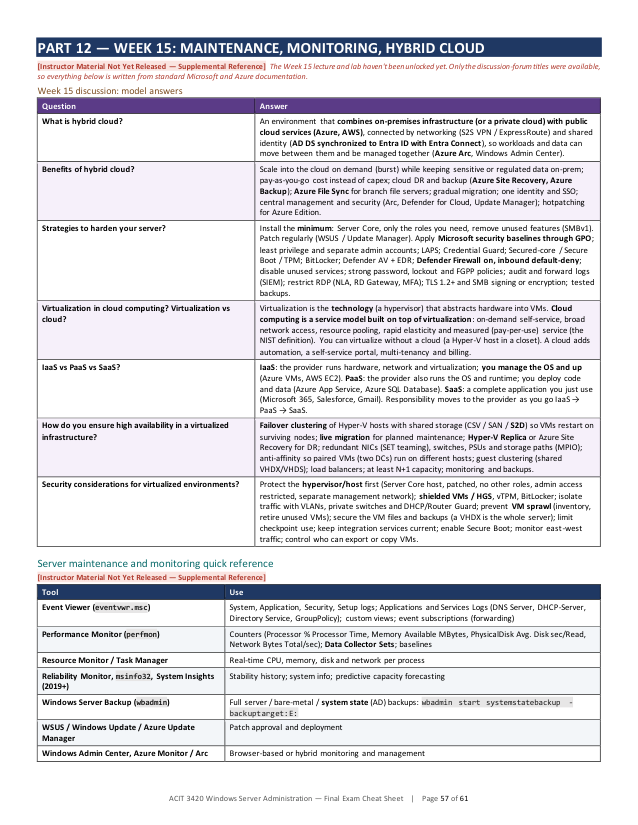 PART 12 — WEEK 15: MAINTENANCE, MONITORING, HYBRID CLOUD
[Instructor Material Not Yet Released — Supplemental Reference] The Week 15 lecture and lab haven't been unlocked yet. Only the discussion-forum titles were available,
so everything below is written from standard Microsoft and Azure documentation.
Week 15 discussion: model answers
Question Answer
What is hybrid cloud? An environment that combines on-premises infrastructure (or a private cloud) with public
cloud services (Azure, AWS), connected by networking (S2S VPN / ExpressRoute) and shared
identity (AD DS synchronized to Entra ID with Entra Connect), so workloads and data can
move between them and be managed together (Azure Arc, Windows Admin Center).
Benefits of hybrid cloud? Scale into the cloud on demand (burst) while keeping sensitive or regulated data on-prem;
pay-as-you-go cost instead of capex; cloud DR and backup (Azure Site Recovery, Azure
Backup); Azure File Sync for branch file servers; gradual migration; one identity and SSO;
central management and security (Arc, Defender for Cloud, Update Manager); hotpatching
for Azure Edition.
Strategies to harden your server? Install the minimum: Server Core, only the roles you need, remove unused features (SMBv1).
Patch regularly (WSUS / Update Manager). Apply Microsoft security baselines through GPO;
least privilege and separate admin accounts; LAPS; Credential Guard; Secured-core / Secure
Boot / TPM; BitLocker; Defender AV + EDR; Defender Firewall on, inbound default-deny;
disable unused services; strong password, lockout and FGPP policies; audit and forward logs
(SIEM); restrict RDP (NLA, RD Gateway, MFA); TLS 1.2+ and SMB signing or encryption; tested
backups.
Virtualization in cloud computing? Virtualization vs
cloud?
Virtualization is the technology (a hypervisor) that abstracts hardware into VMs. Cloud
computing is a service model built on top of virtualization: on-demand self-service, broad
network access, resource pooling, rapid elasticity and measured (pay-per-use) service (the
NIST definition). You can virtualize without a cloud (a Hyper-V host in a closet). A cloud adds
automation, a self-service portal, multi-tenancy and billing.
IaaS vs PaaS vs SaaS? IaaS: the provider runs hardware, network and virtualization; you manage the OS and up
(Azure VMs, AWS EC2). PaaS: the provider also runs the OS and runtime; you deploy code
and data (Azure App Service, Azure SQL Database). SaaS: a complete application you just use
(Microsoft 365, Salesforce, Gmail). Responsibility moves to the provider as you go IaaS →
PaaS → SaaS.
How do you ensure high availability in a virtualized
infrastructure?
Failover clustering of Hyper-V hosts with shared storage (CSV / SAN / S2D) so VMs restart on
surviving nodes; live migration for planned maintenance; Hyper-V Replica or Azure Site
Recovery for DR; redundant NICs (SET teaming), switches, PSUs and storage paths (MPIO);
anti-affinity so paired VMs (two DCs) run on different hosts; guest clustering (shared
VHDX/VHDS); load balancers; at least N+1 capacity; monitoring and backups.
Security considerations for virtualized environments? Protect the hypervisor/host first (Server Core host, patched, no other roles, admin access
restricted, separate management network); shielded VMs / HGS, vTPM, BitLocker; isolate
traffic with VLANs, private switches and DHCP/Router Guard; prevent VM sprawl (inventory,
retire unused VMs); secure the VM files and backups (a VHDX is the whole server); limit
checkpoint use; keep integration services current; enable Secure Boot; monitor east-west
traffic; control who can export or copy VMs.
Server maintenance and monitoring quick reference
[Instructor Material Not Yet Released — Supplemental Reference]
Tool Use
Event Viewer (eventvwr.msc) System, Application, Security, Setup logs; Applications and Services Logs (DNS Server, DHCP-Server,
Directory Service, GroupPolicy); custom views; event subscriptions (forwarding)
Performance Monitor (perfmon) Counters (Processor % Processor Time, Memory Available MBytes, PhysicalDisk Avg. Disk sec/Read,
Network Bytes Total/sec); Data Collector Sets; baselines
Resource Monitor / Task Manager Real-time CPU, memory, disk and network per process
Reliability Monitor, msinfo32, System Insights
(2019+)
Stability history; system info; predictive capacity forecasting
Windows Server Backup (wbadmin) Full server / bare-metal / system state (AD) backups: wbadmin start systemstatebackup -
backuptarget:E:
WSUS / Windows Update / Azure Update
Manager
Patch approval and deployment
Windows Admin Center, Azure Monitor / Arc Browser-based or hybrid monitoring and management
ACIT 3420 Windows Server Administration — Final Exam Cheat Sheet | Page 57 of 61